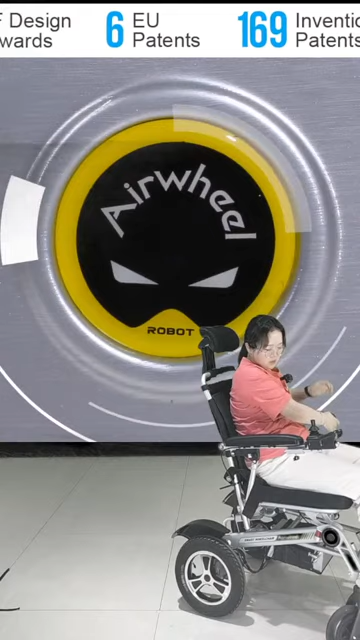 F Design
wards
6 EU
Patents
169 Inventio
Patents
Airwheel
ROBOT